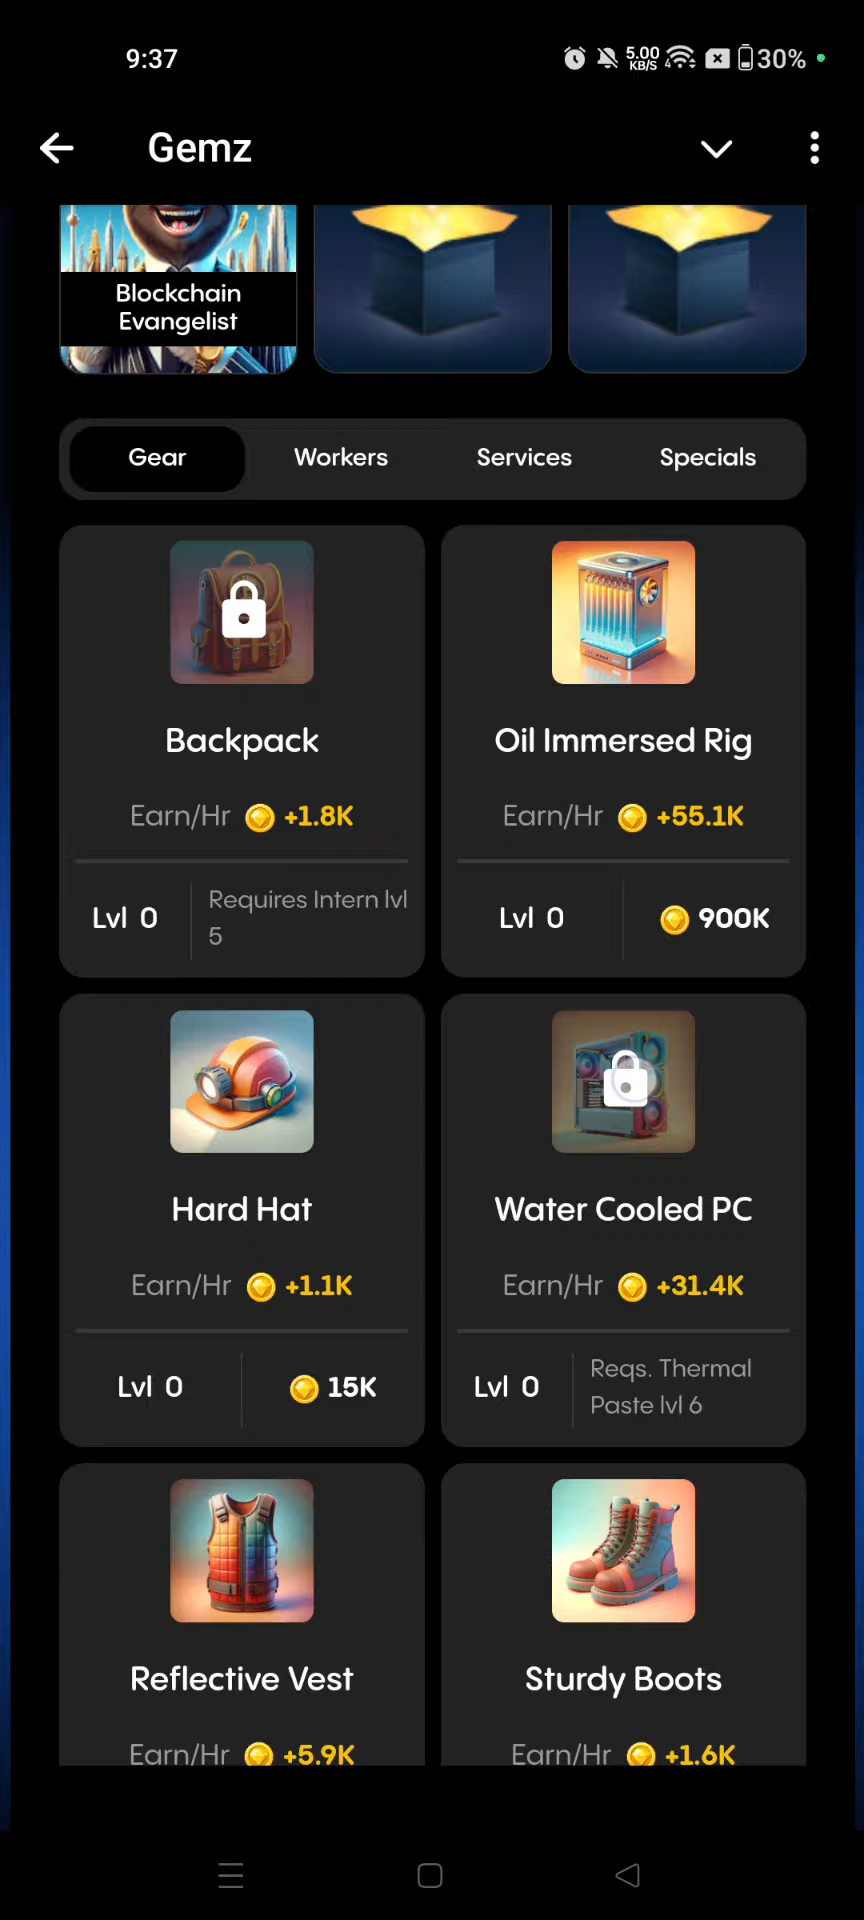 9:37
5.00
KB/S
4
30%
Gemz
Blockchain
Evangelist
Gear
Workers
Services
Specials
Backpack
Earn/Hr +1.8K
Lvl 0
Requires Intern lvl
5
Oil Immersed Rig
Earn/Hr +55.1K
Lvl 0
900K
Hard Hat
Earn/Hr +1.1K
Lvl 0
15K
Water Cooled PC
Earn/Hr +31.4K
Lvl 0
Reqs. Thermal
Paste lvl 6
Reflective Vest
Earn/Hr +5.9K
Sturdy Boots
Earn/Hr +1.6K